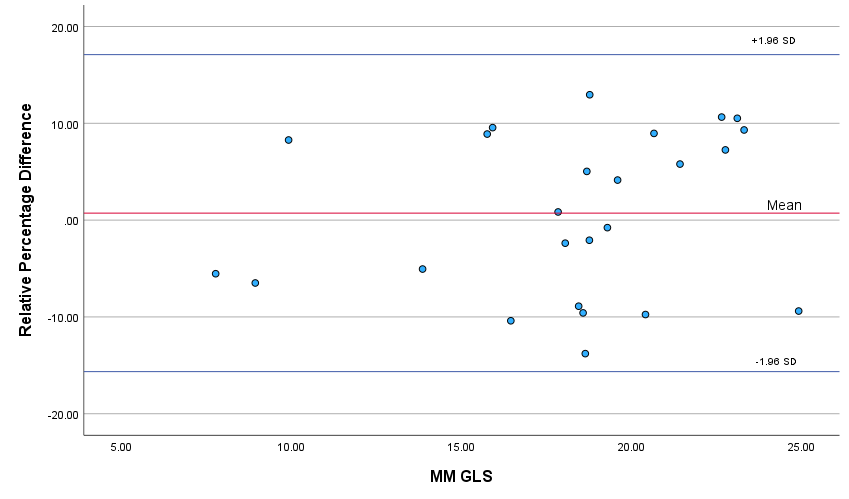 20.00
+1.96 SD
10.00
Mean
.00
-10.00
-1.96 SD
-20.00
Relative Percentage Difference
5.00 10.00 15.00 20.00 25.00
MM GLS